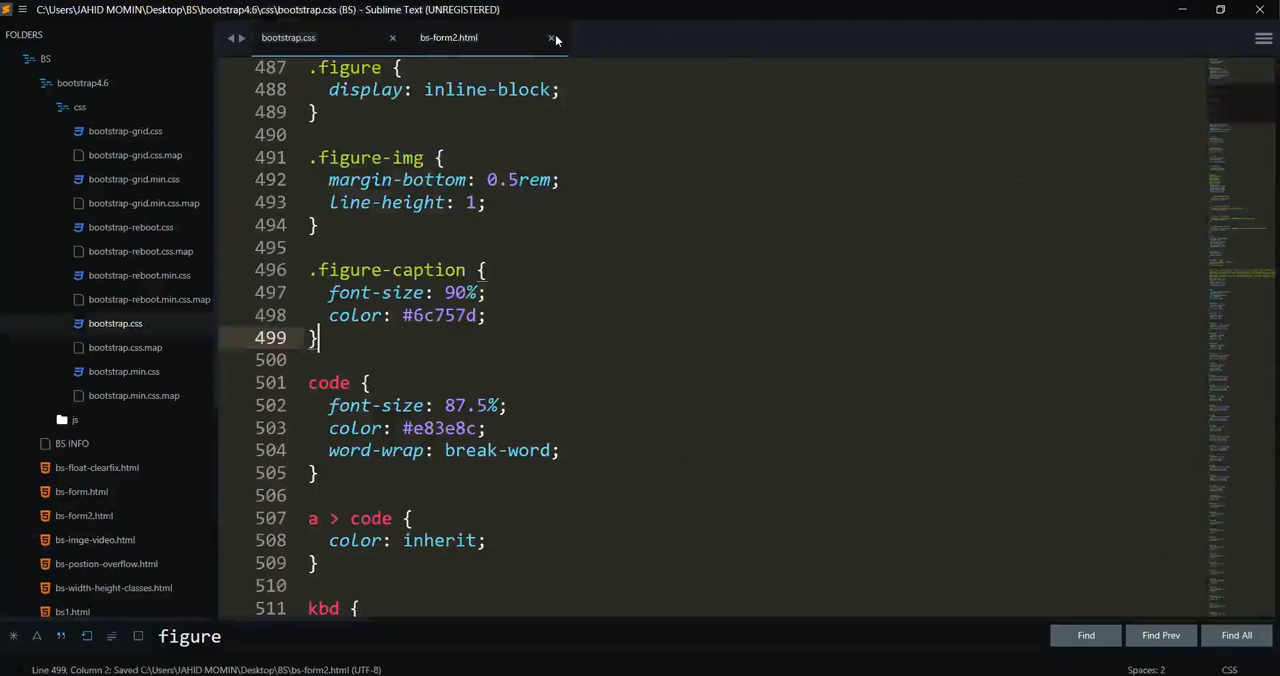 C:\Users\JAHID MOMIN\Desktop\BS\bootstrap4.6\css\bootstrap.css (BS) - Sublime Text (UNREGISTERED)
FOLDERS
BS
bootstrap4.6
css
bootstrap-grid.css
bootstrap-grid.css.map
bootstrap-grid.min.css
bootstrap-grid.min.css.map
bootstrap-reboot.css
bootstrap-reboot.css.map
bootstrap-reboot.min.css
bootstrap-reboot.min.css.map
bootstrap.css
bootstrap.css.map
bootstrap.min.css
bootstrap.min.css.map
js
BS INFO
bs-float-clearfix.html
bs-form.html
bs-form2.html
bs-imge-video.html
bs-postion-overflow.html
bs-width-height-classes.html
bs1.html
bootstrap.css bs-form2.html
487 .figure {
488 display: inline-block;
489 }
490
491 .figure-img {
492 margin-bottom: 0.5rem;
493 line-height: 1;
494 }
495
496 .figure-caption {
497 font-size: 90%;
498 color: #6c757d;
499 }
500
501 code {
502 font-size: 87.5%;
503 color: #e83e8c;
504 word-wrap: break-word;
505 }
506
507 a > code {
508 color: inherit;
509 }
510
511 kbd {
figure
Find Find Prev Find All
Line 499, Column 2: Saved C:\Users\JAHID MOMIN\Desktop\BS\bs-form2.html (UTF-8)
Spaces: 2 CSS